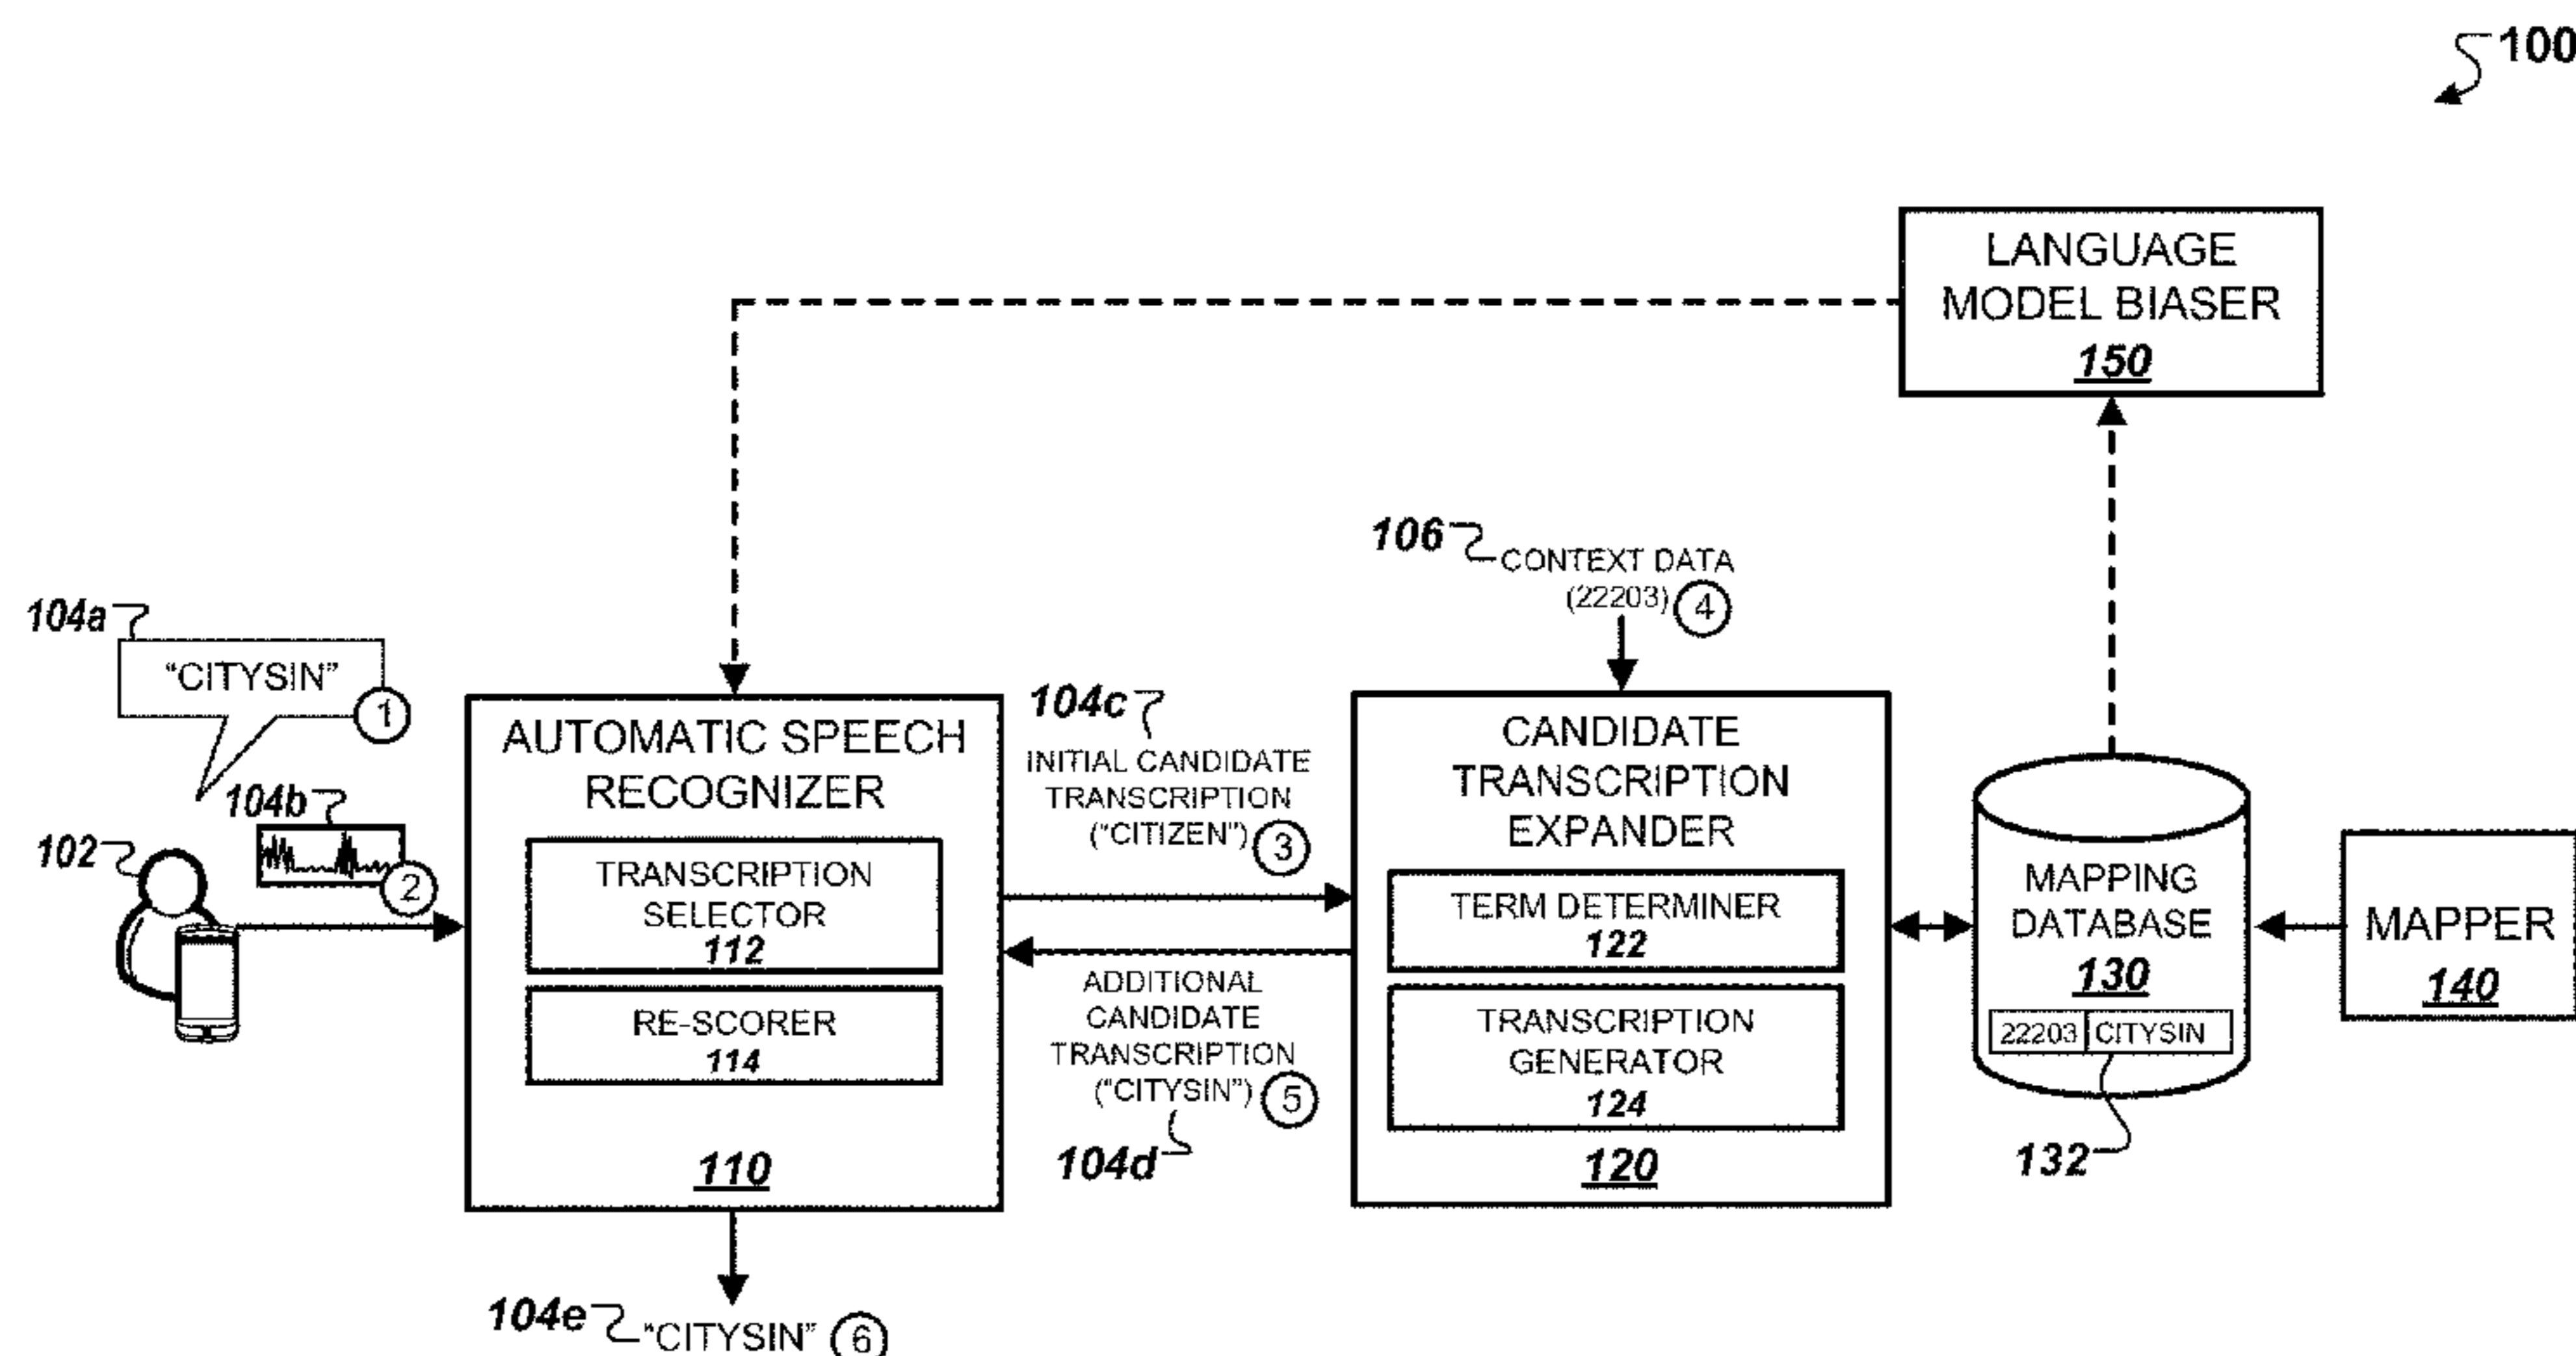 100
LANGUAGE
MODEL BIASER
150
106
CONTEXT DATA
(22203) 4
104a
"CITYSIN"
1
104b
2
102
AUTOMATIC SPEECH
RECOGNIZER
TRANSCRIPTION
SELECTOR
112
RE-SCORER
114
110
104c
INITIAL CANDIDATE
TRANSCRIPTION
("CITIZEN") 3
ADDITIONAL
CANDIDATE
TRANSCRIPTION
("CITYSIN") 5
104d
CANDIDATE
TRANSCRIPTION
EXPANDER
TERM DETERMINER
122
TRANSCRIPTION
GENERATOR
124
120
MAPPING
DATABASE
130
22203 CITYSIN
132
MAPPER
140
104e
"CITYSIN" 6